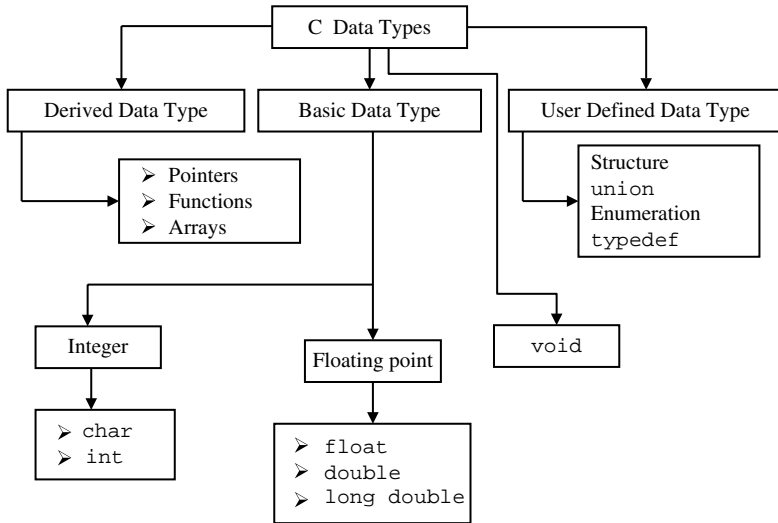 C Data Types
Derived Data Type
Basic Data Type
User Defined Data Type
➢ Pointers
➢ Functions
➢ Arrays
Structure
union
Enumeration
typedef
Integer
Floating point
void
➢ char
➢ int
➢ float
➢ double
➢ long double